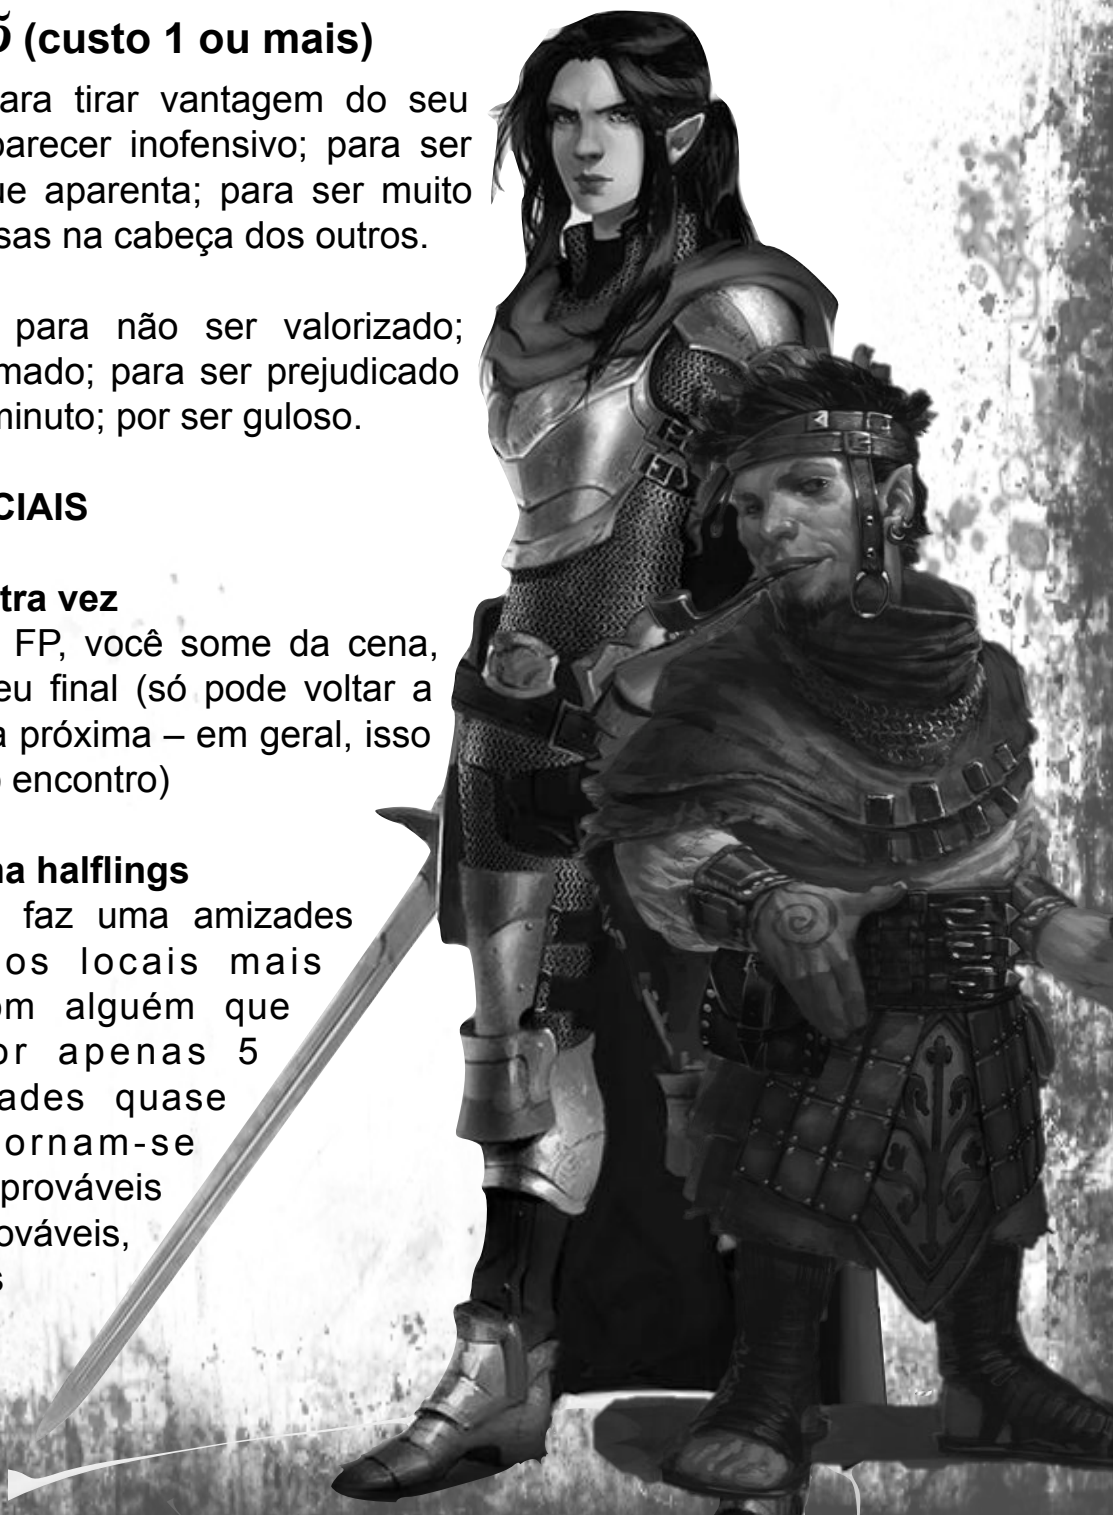 (custo 1 ou mais)
ara tirar vantagem do seu
parecer inofensivo; para ser
ue aparenta; para ser muito
sas na cabeça dos outros.
para não ser valorizado;
mado; para ser prejudicado
minuto; por ser guloso.
CIAIS
tra vez
FP, você some da cena,
eu final (só pode voltar a
a próxima – em geral, isso
o encontro)
na halflings
faz uma amizades
os locais mais
om alguém que
or apenas 5
ades quase
ornam-se
prováveis
ováveis,
s